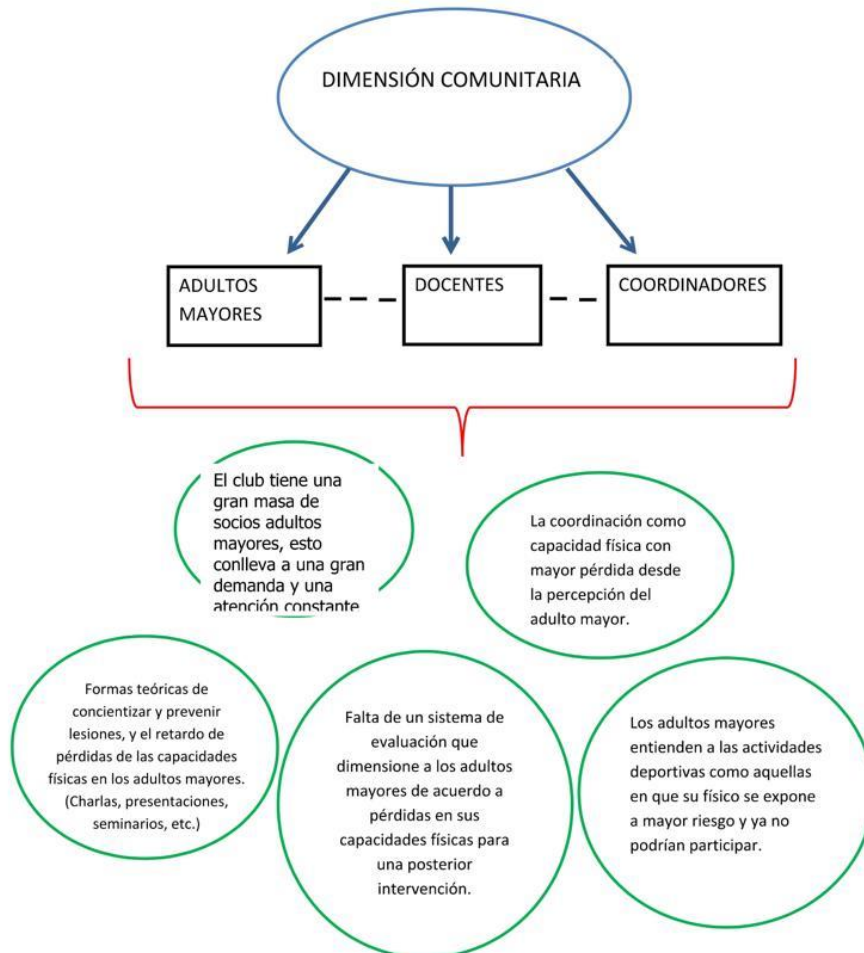 DIMENSIÓN COMUNITARIA
ADULTOS
MAYORES
DOCENTES
COORDINADORES
El club tiene una
gran masa de
socios adultos
mayores, esto
conlleva a una gran
demanda y una
atención constante
La coordinación como
capacidad física con
mayor pérdida desde
la percepción del
adulto mayor.
Formas teóricas de
concientizar y prevenir
lesiones, y el retardo de
pérdidas de las capacidades
físicas en los adultos mayores.
(Charlas, presentaciones,
seminarios, etc.)
Falta de un sistema de
evaluación que
dimensione a los adultos
mayores de acuerdo a
pérdidas en sus
capacidades físicas para
una posterior
intervención.
Los adultos mayores
entienden a las actividades
deportivas como aquellas
en que su físico se expone
a mayor riesgo y ya no
podrían participar.